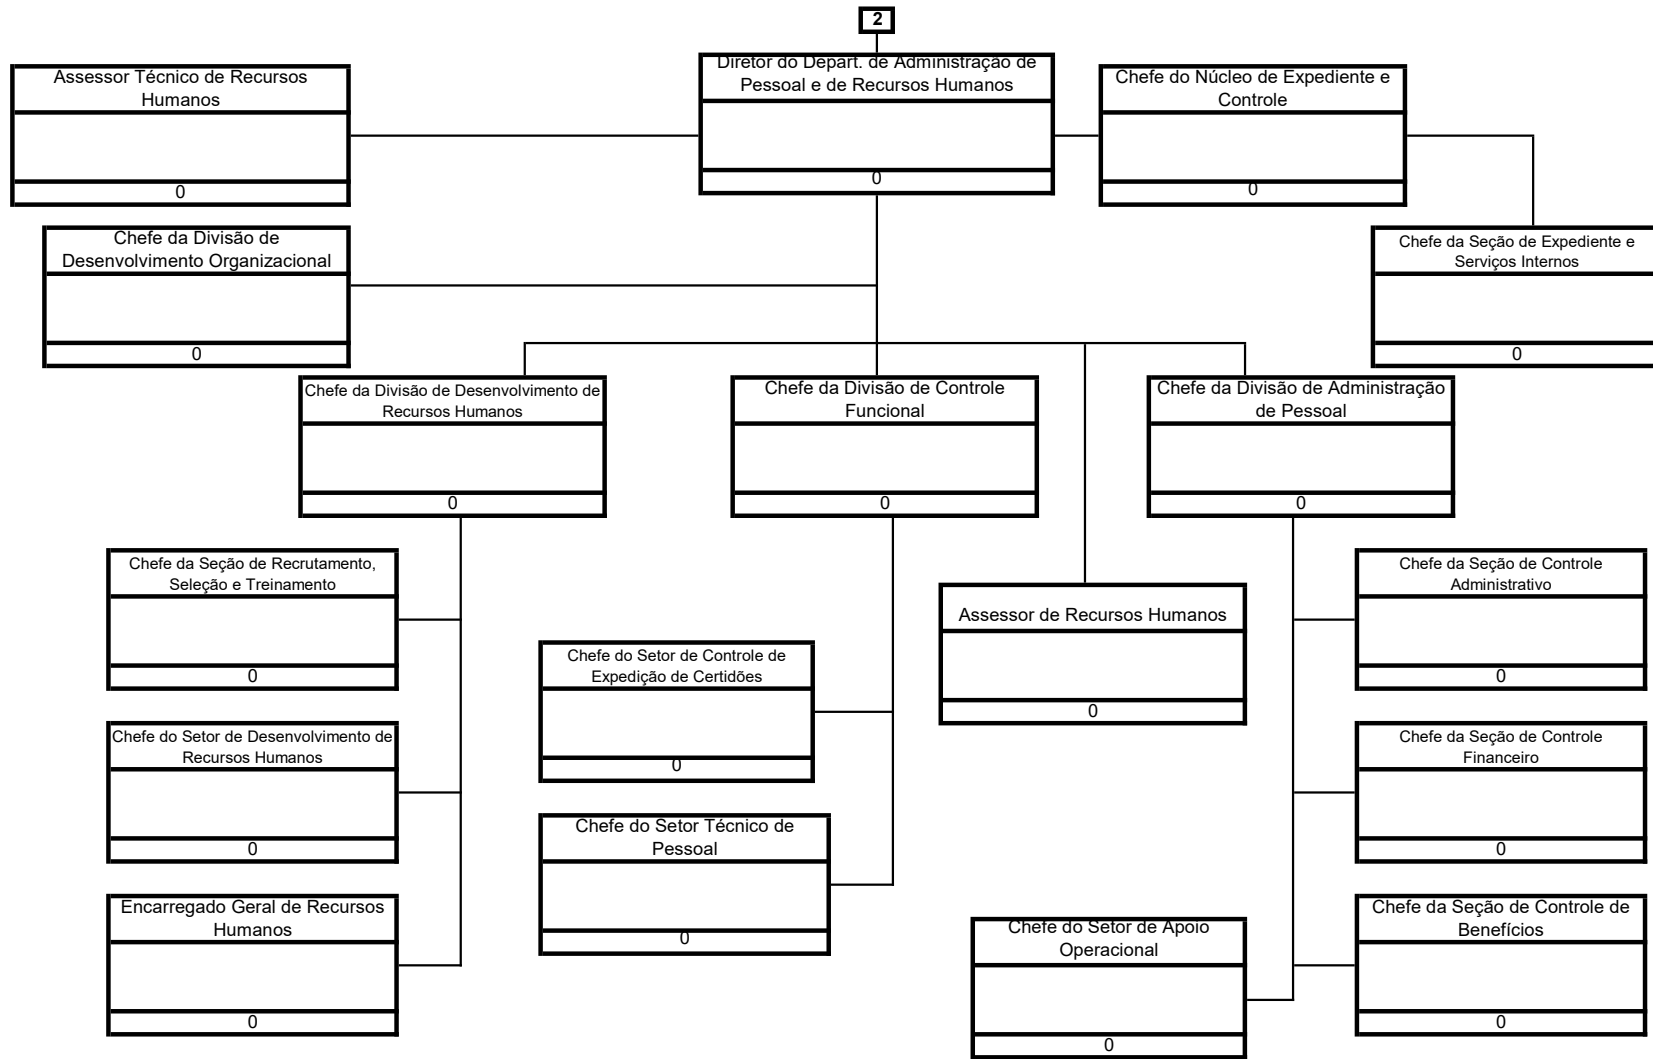 2
Diretor do Depart. de Administração de
Pessoal e de Recursos Humanos
0
Assessor Técnico de Recursos
Humanos
0
Chefe do Núcleo de Expediente e
Controle
0
Chefe da Divisão de
Desenvolvimento Organizacional
0
Chefe da Seção de Expediente e
Serviços Internos
0
Chefe da Divisão de Desenvolvimento de
Recursos Humanos
0
Chefe da Divisão de Controle
Funcional
0
Chefe da Divisão de Administração
de Pessoal
0
Chefe da Seção de Recrutamento,
Seleção e Treinamento
0
Chefe do Setor de Desenvolvimento de
Recursos Humanos
0
Encarregado Geral de Recursos
Humanos
0
Chefe do Setor de Controle de
Expedição de Certidões
0
Chefe do Setor Técnico de
Pessoal
0
Assessor de Recursos Humanos
0
Chefe do Setor de Apoio
Operacional
0
Chefe da Seção de Controle
Administrativo
0
Chefe da Seção de Controle
Financeiro
0
Chefe da Seção de Controle de
Benefícios
0